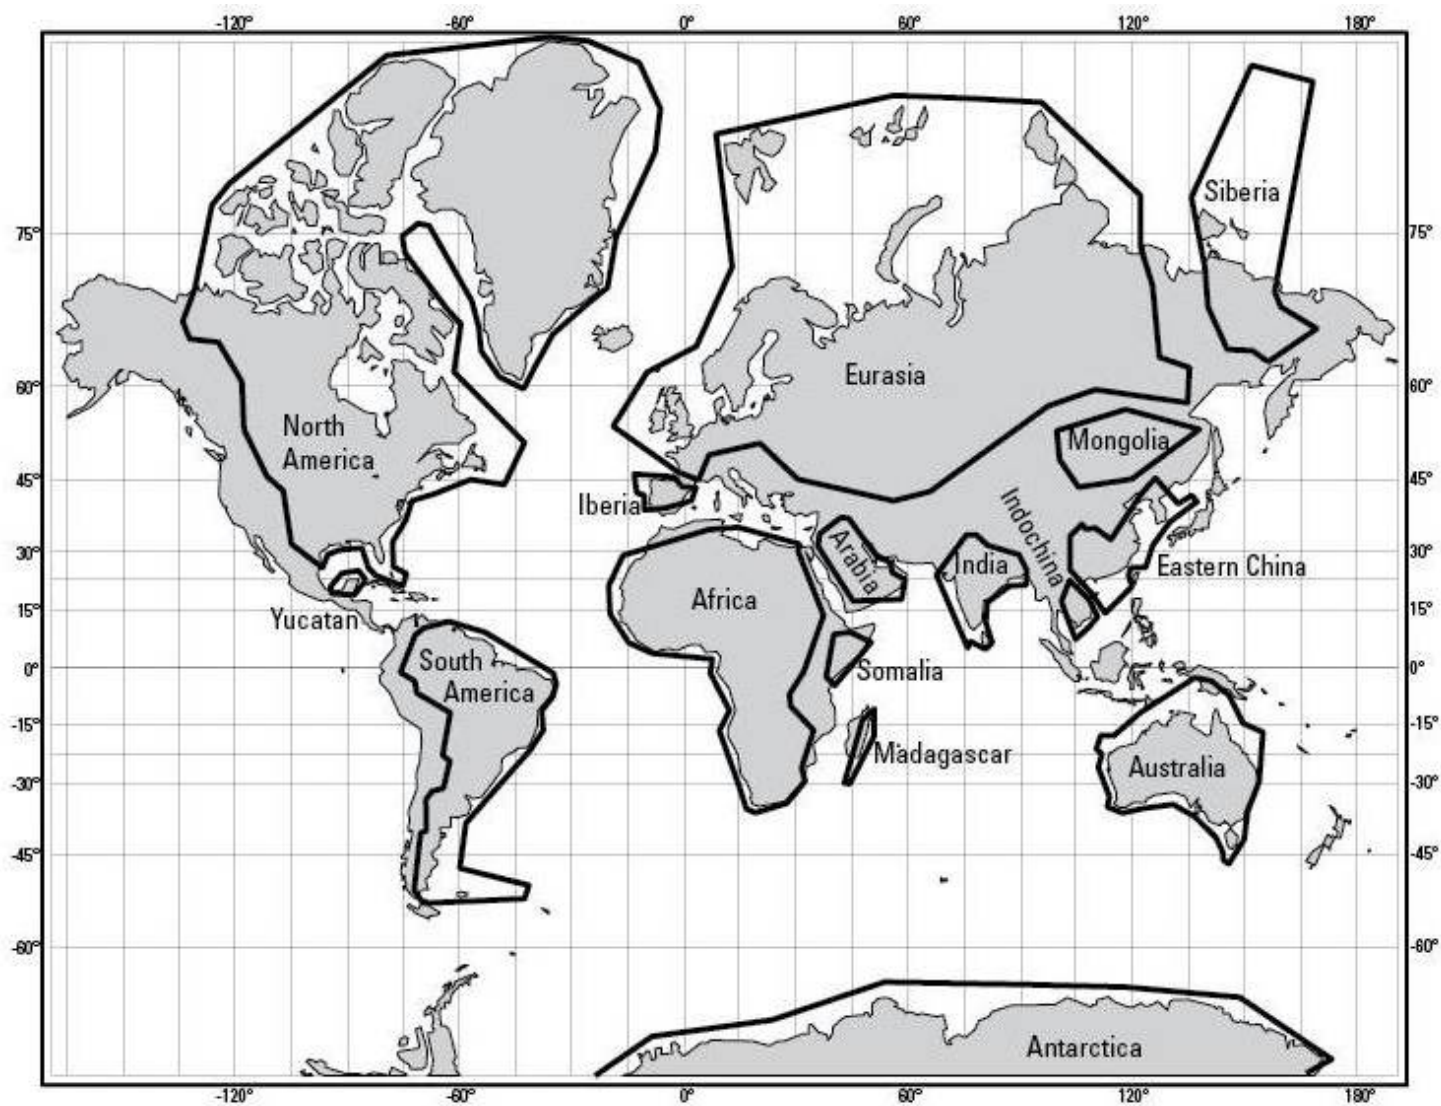 -120° -60° 0° 60° 120° 180°
Siberia
75° 75°
Eurasia
60° 60°
North
America
Mongolia
45° 45°
Iberia
Indochina
30° 30°
Arabia
India
Eastern China
Africa
15° 15°
Yucatan
South
America
0° 0°
Somalia
-15° -15°
Madagascar
Australia
-30° -30°
-45° -45°
-60° -60°
Antarctica
-120° -60° 0° 60° 120° 180°